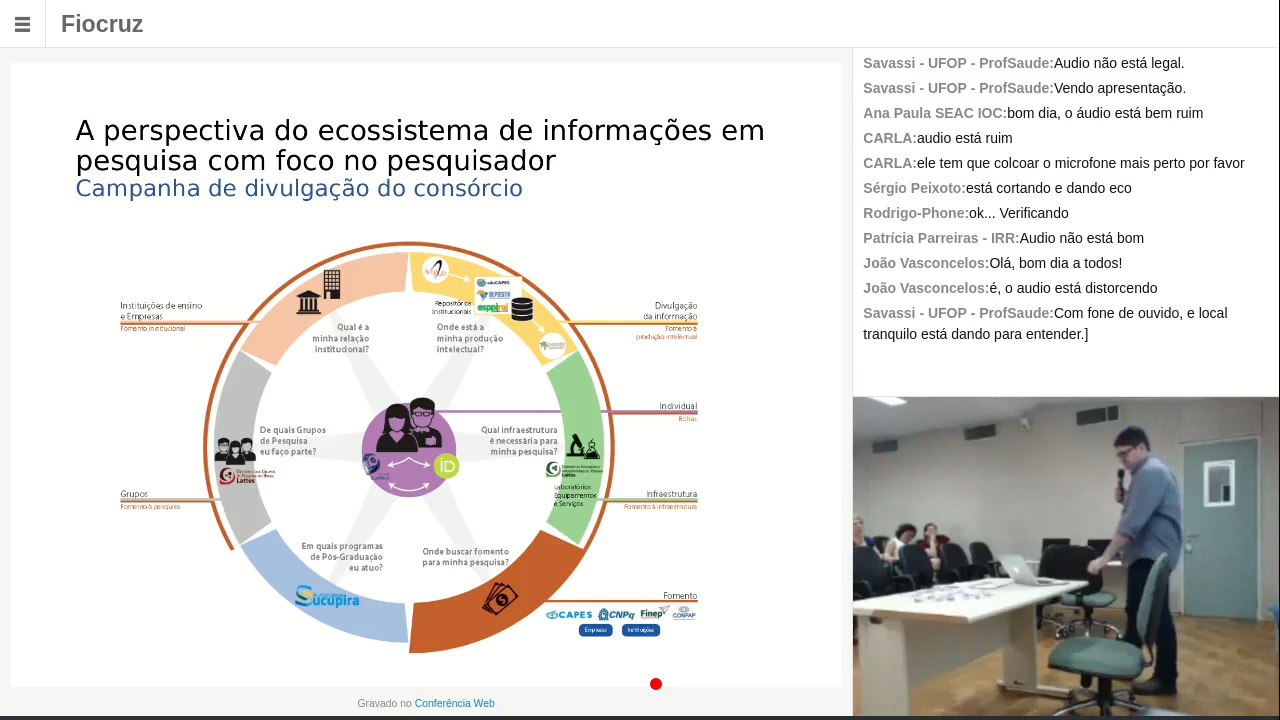 Fiocruz
A perspectiva do ecossistema de informações em
pesquisa com foco no pesquisador
Campanha de divulgação do consórcio
Instituições de ensino
e Empresas
Fomento institucional
Qual é a
minha relação
institucional?
Onde está a
minha produção
intelectual?
Repositórios
Institucionais
eduCAPES
Divulgação
da informação
Fomento à
produção intelectual
Individual
Bolsas
De quais Grupos
de Pesquisa
eu faço parte?
Lattes
Qual infraestrutura
é necessária para
minha pesquisa?
iD
Lattes
Laboratórios
Equipamentos
e Serviços
Grupos
Fomento à pesquisa
Infraestrutura
Fomento à infraestrutura
Em quais programas
de Pós-Graduação
eu atuo?
Sucupira
Onde buscar fomento
para minha pesquisa?
Fomento
CAPES
CNPq
Finep
CONFAP
Empresas
Instituições
Gravado no Conferência Web
Savassi - UFOP - ProfSaude:Audio não está legal.
Savassi - UFOP - ProfSaude:Vendo apresentação.
Ana Paula SEAC IOC:bom dia, o áudio está bem ruim
CARLA:audio está ruim
CARLA:ele tem que colcoar o microfone mais perto por favor
Sérgio Peixoto:está cortando e dando eco
Rodrigo-Phone:ok... Verificando
Patrícia Parreiras - IRR:Audio não está bom
João Vasconcelos:Olá, bom dia a todos!
João Vasconcelos:é, o audio está distorcendo
Savassi - UFOP - ProfSaude:Com fone de ouvido, e local
tranquilo está dando para entender.]